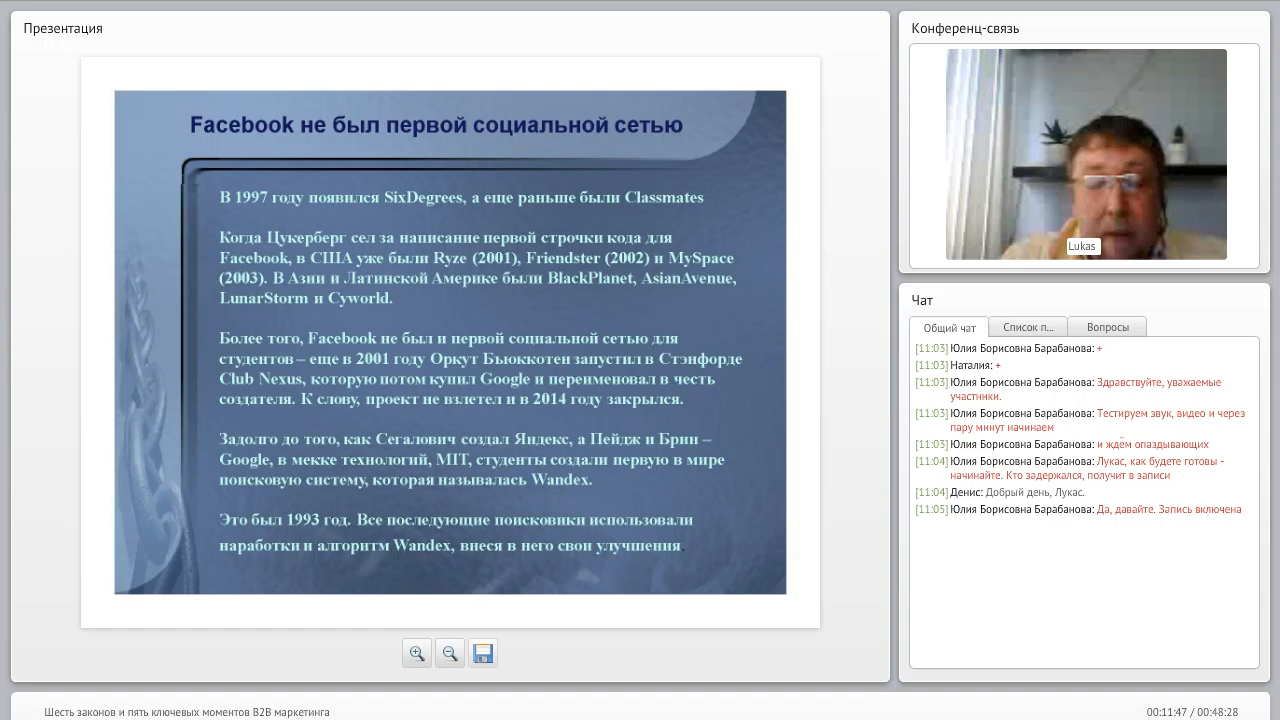 Презентация
Facebook не был первой социальной сетью
В 1997 году появился SixDegrees, а еще раньше были Classmates
Когда Цукерберг сел за написание первой строчки кода для
Facebook, в США уже были Ryze (2001), Friendster (2002) и MySpace
(2003). В Азии и Латинской Америке были BlackPlanet, AsianAvenue,
LunarStorm и Cyworld.
Более того, Facebook не был и первой социальной сетью для
студентов – еще в 2001 году Оркут Бьюккотен запустил в Стэнфорде
Club Nexus, которую потом купил Google и переименовал в честь
создателя. К слову, проект не взлетел и в 2014 году закрылся.
Задолго до того, как Сегалович создал Яндекс, а Пейдж и Брин –
Google, в мекке технологий, MIT, студенты создали первую в мире
поисковую систему, которая называлась Wandex.
Это был 1993 год. Все последующие поисковики использовали
наработки и алгоритм Wandex, внеся в него свои улучшения.
Конференц-связь
Lukas
Чат
Общий чат
Список п...
Вопросы
[11:03] Юлия Борисовна Барабанова: +
[11:03] Наталия: +
[11:03] Юлия Борисовна Барабанова: Здравствуйте, уважаемые
участники.
[11:03] Юлия Борисовна Барабанова: Тестируем звук, видео и через
пару минут начинаем
[11:03] Юлия Борисовна Барабанова: и ждём опаздывающих
[11:04] Юлия Борисовна Барабанова: Лукас, как будете готовы -
начинайте. Кто задержался, получит в записи
[11:04] Денис: Добрый день, Лукас.
[11:05] Юлия Борисовна Барабанова: Да, давайте. Запись включена
Шесть законов и пять ключевых моментов B2B маркетинга
00:11:47 / 00:48:28